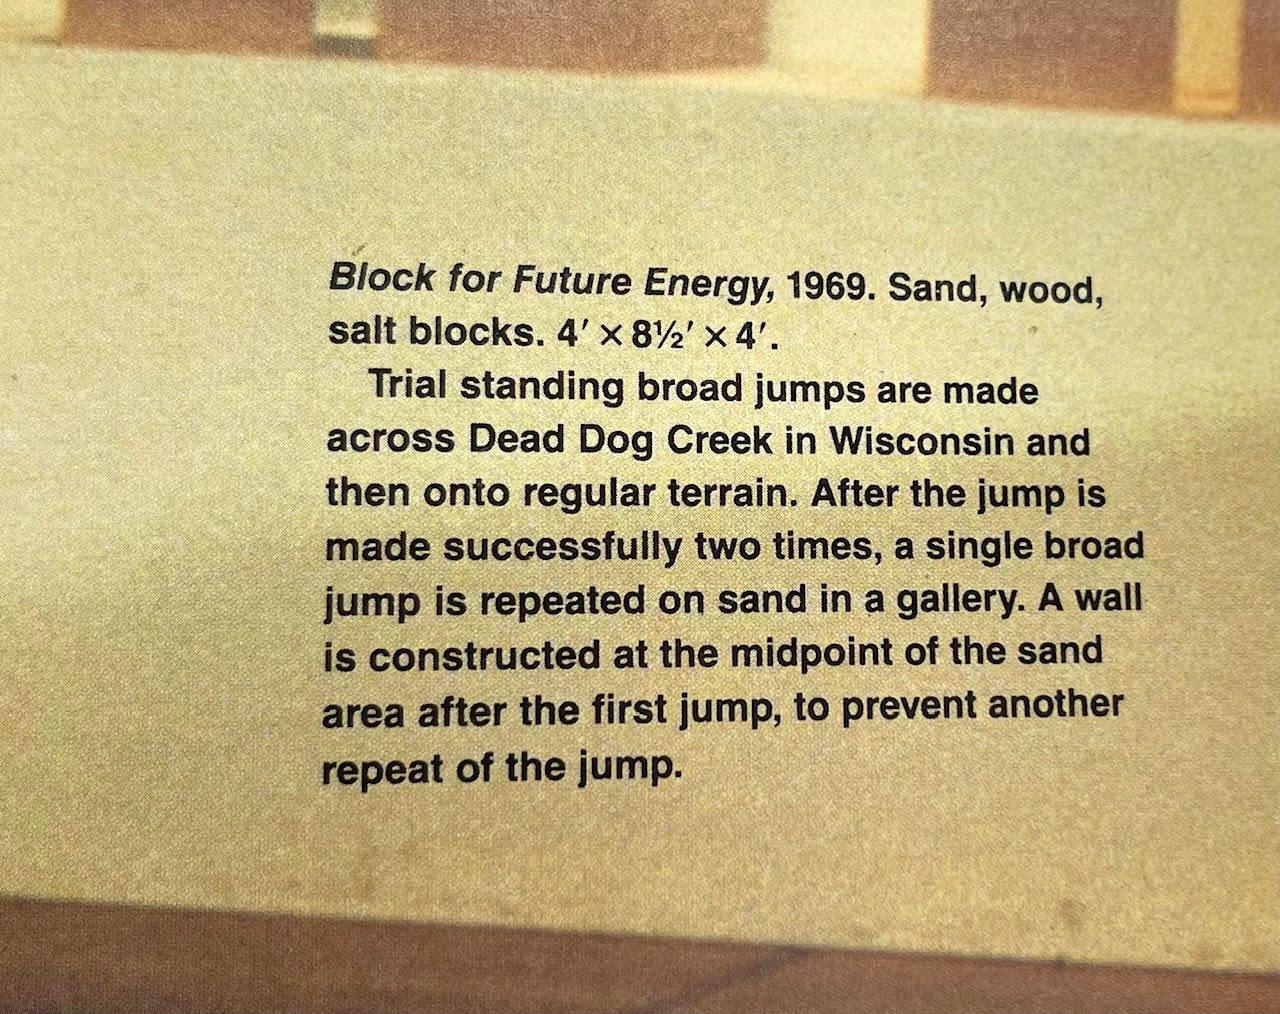 Block for Future Energy, 1969. Sand, wood,
salt blocks. 4′ × 8½′ × 4′.
Trial standing broad jumps are made
across Dead Dog Creek in Wisconsin and
then onto regular terrain. After the jump is
made successfully two times, a single broad
jump is repeated on sand in a gallery. A wall
is constructed at the midpoint of the sand
area after the first jump, to prevent another
repeat of the jump.